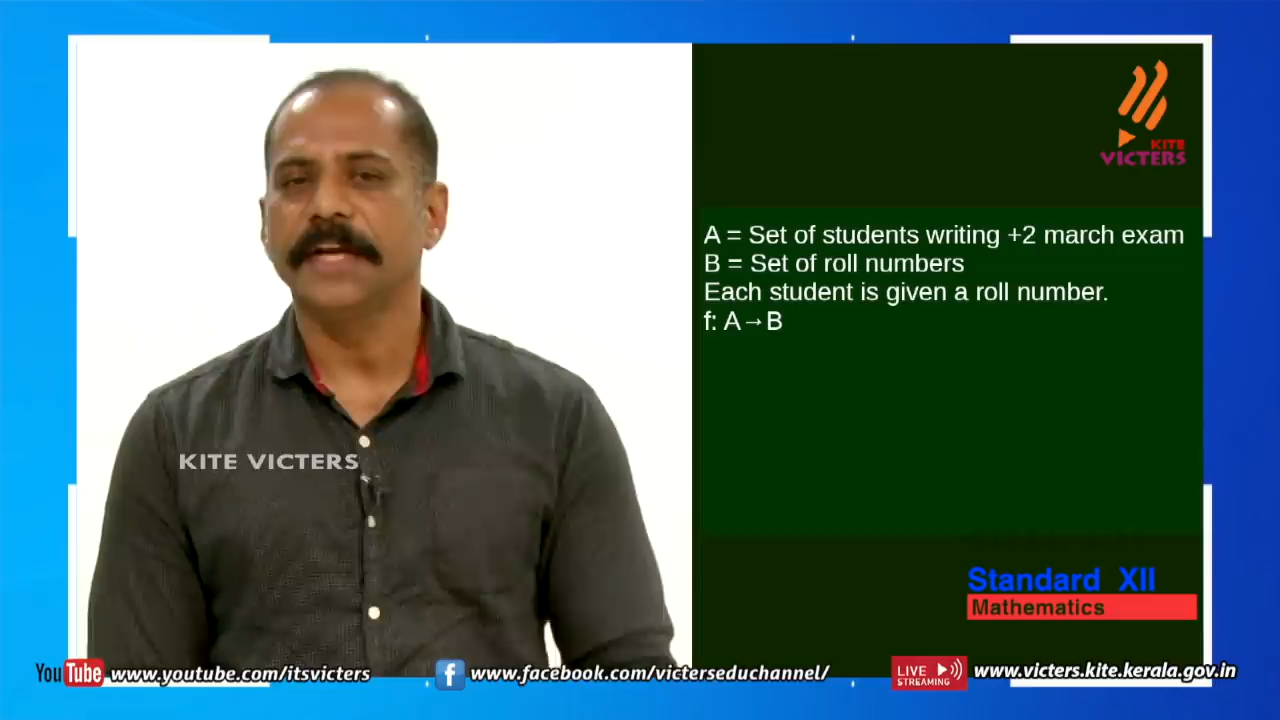 KITE
VICTERS
A = Set of students writing +2 march exam
B = Set of roll numbers
Each student is given a roll number.
f: A→B
KITE VICTERS
Standard XII
Mathematics
YouTube www.youtube.com/itsvicters
f www.facebook.com/victerseduchannel/
LIVE
STREAMING
www.victers.kite.kerala.gov.in